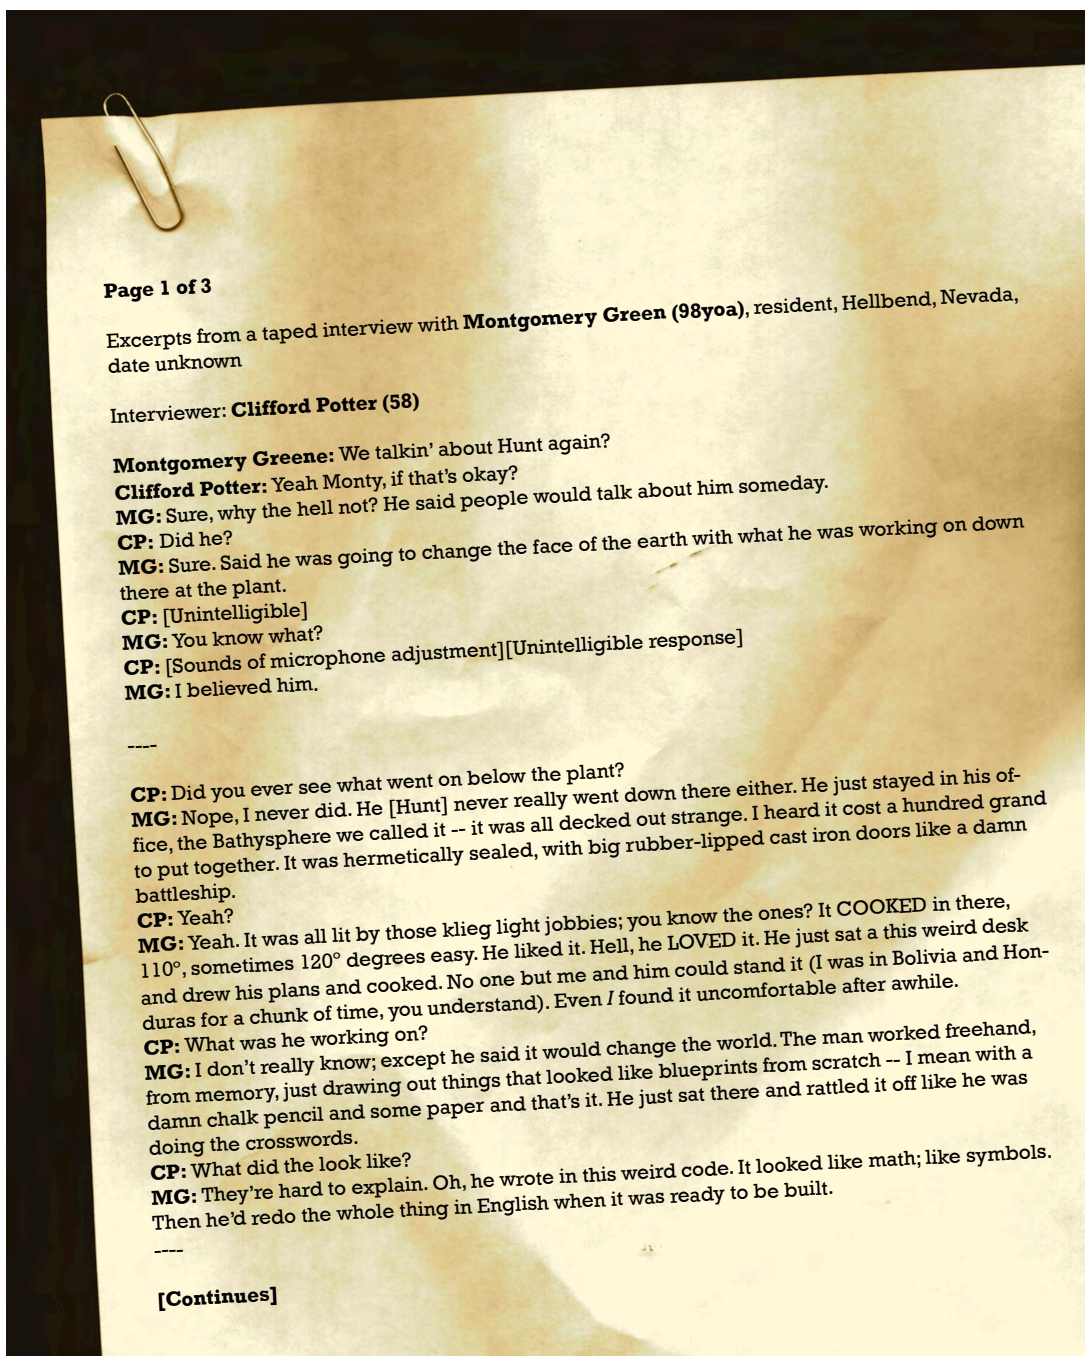 Page 1 of 3
Excerpts from a taped interview with Montgomery Green (98yoa), resident, Hellbend, Nevada,
date unknown
Interviewer: Clifford Potter (58)
Montgomery Greene: We talkin’ about Hunt again?
Clifford Potter: Yeah Monty, if that’s okay?
MG: Sure, why the hell not? He said people would talk about him someday.
CP: Did he?
MG: Sure. Said he was going to change the face of the earth with what he was working on down
there at the plant.
CP: [Unintelligible]
MG: You know what?
CP: [Sounds of microphone adjustment][Unintelligible response]
MG: I believed him.
----
CP: Did you ever see what went on below the plant?
MG: Nope, I never did. He [Hunt] never really went down there either. He just stayed in his of-
fice, the Bathysphere we called it -- it was all decked out strange. I heard it cost a hundred grand
to put together. It was hermetically sealed, with big rubber-lipped cast iron doors like a damn
battleship.
CP: Yeah?
MG: Yeah. It was all lit by those klieg light jobbies; you know the ones? It COOKED in there,
110°, sometimes 120° degrees easy. He liked it. Hell, he LOVED it. He just sat a this weird desk
and drew his plans and cooked. No one but me and him could stand it (I was in Bolivia and Hon-
duras for a chunk of time, you understand). Even I found it uncomfortable after awhile.
CP: What was he working on?
MG: I don’t really know; except he said it would change the world. The man worked freehand,
from memory, just drawing out things that looked like blueprints from scratch -- I mean with a
damn chalk pencil and some paper and that’s it. He just sat there and rattled it off like he was
doing the crosswords.
CP: What did the look like?
MG: They’re hard to explain. Oh, he wrote in this weird code. It looked like math; like symbols.
Then he’d redo the whole thing in English when it was ready to be built.
----
[Continues]